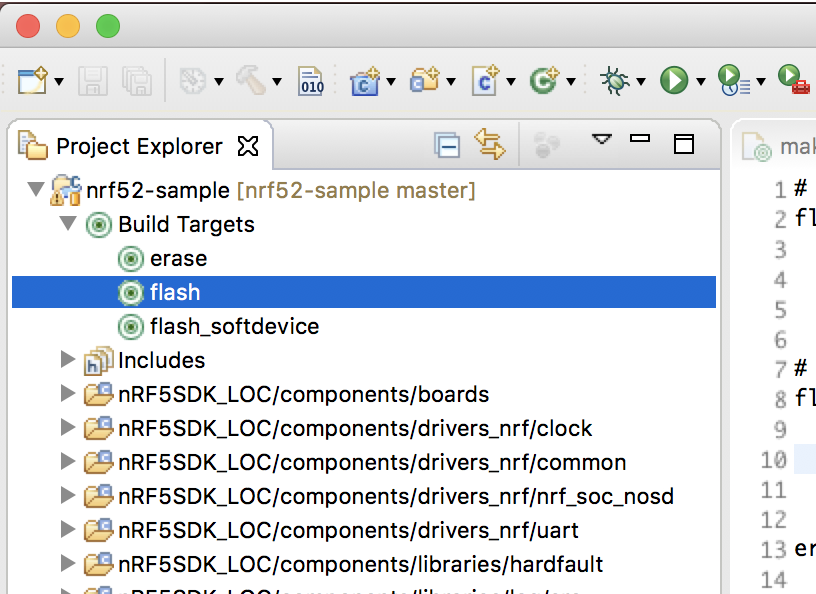 010
Project Explorer
mak
nrf52-sample [nrf52-sample master]
Build Targets
erase
flash
flash_softdevice
Includes
nRF5SDK_LOC/components/boards
nRF5SDK_LOC/components/drivers_nrf/clock
nRF5SDK_LOC/components/drivers_nrf/common
nRF5SDK_LOC/components/drivers_nrf/nrf_soc_nosd
nRF5SDK_LOC/components/drivers_nrf/uart
nRF5SDK_LOC/components/libraries/hardfault
1 #
2 fl
3
4
5
6
7 #
8 fl
9
10
11
12
13 er
14